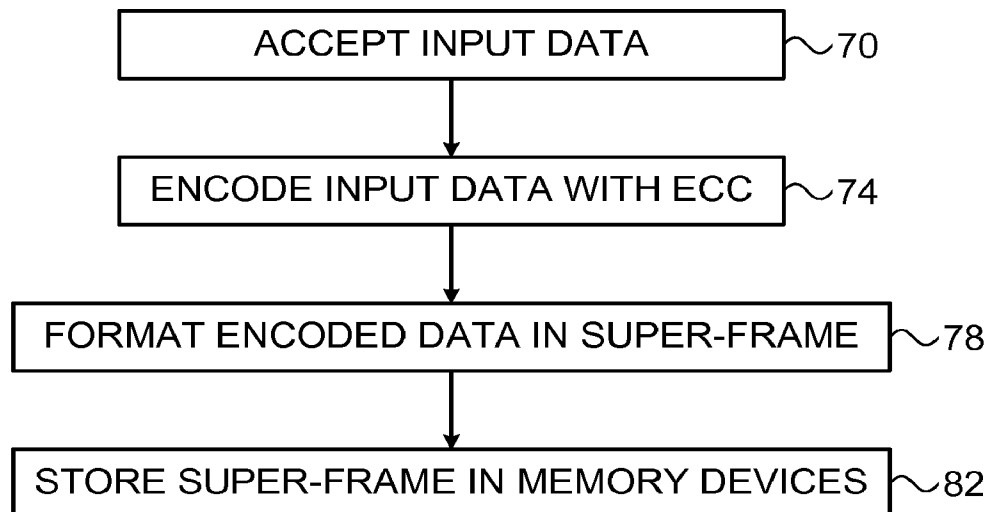 ACCEPT INPUT DATA 70
ENCODE INPUT DATA WITH ECC 74
FORMAT ENCODED DATA IN SUPER-FRAME 78
STORE SUPER-FRAME IN MEMORY DEVICES 82